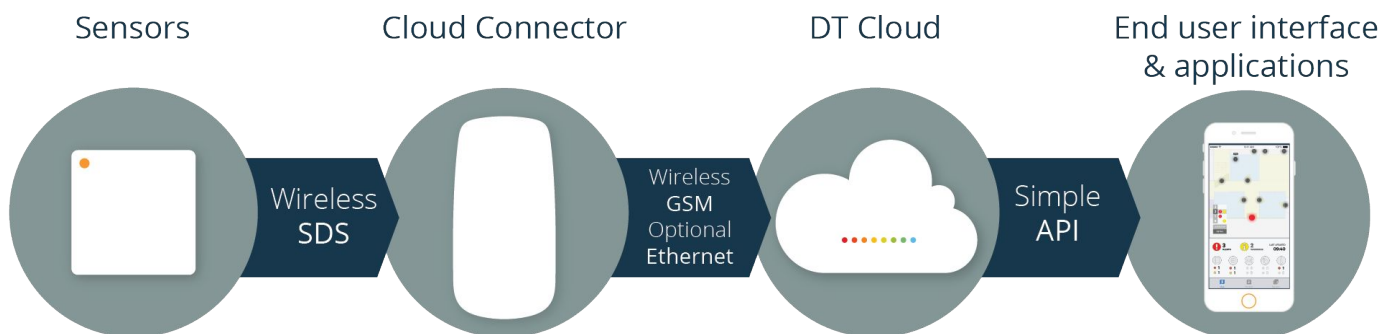 Sensors
Cloud Connector
DT Cloud
End user interface
& applications
Wireless
SDS
Wireless
GSM
Optional
Ethernet
Simple
API